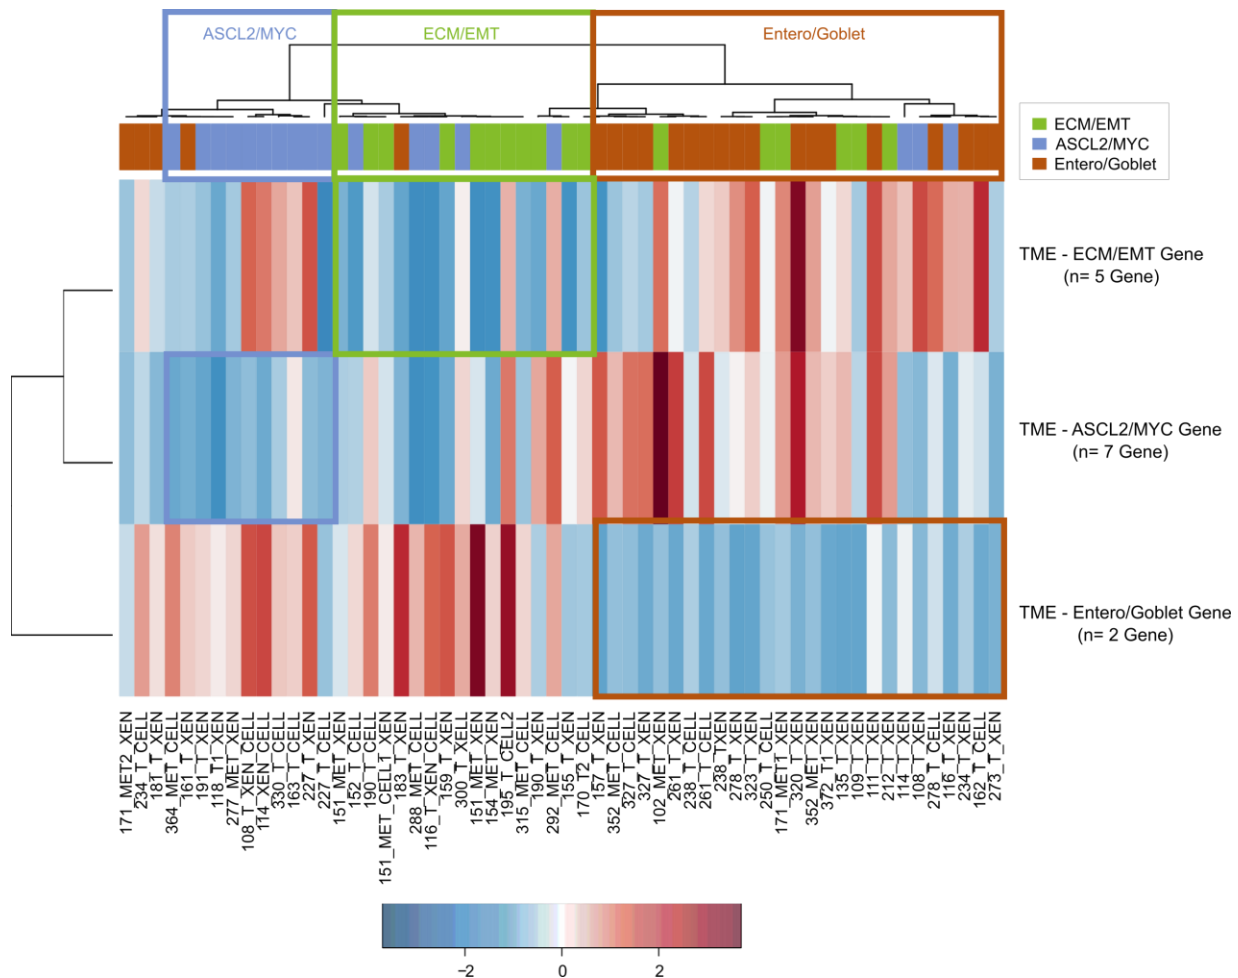 ASCL2/MYC
ECM/EMT
Entero/Goblet
ECM/EMT
ASCL2/MYC
Entero/Goblet
TME - ECM/EMT Gene
(n= 5 Gene)
TME - ASCL2/MYC Gene
(n= 7 Gene)
TME - Entero/Goblet Gene
(n= 2 Gene)
171_MET2_XEN
234_T_CELL
181_T_XEN
364_MET_CELL
161_T_XEN
191_T_XEN
118_T1_XEN
277_MET_XEN
108_T_XEN_CELL
114_XEN_CELL
330_T_CELL
163_T_CELL
227_T_XEN
227_T_CELL
151_MET_XEN
152_T_CELL
190_T_CELL
151_MET_CELL1_XEN
183_T_XEN
288_MET_CELL
116_T_XEN_CELL
159_T_XEN
300_T_XELL
151_MET_XEN
154_MET_XEN
195_T_CELL2
315_MET_CELL
190_T_XEN
292_MET_CELL
155_T_XEN
170_T2_CELL
157_T_XEN
352_MET_CELL
327_T_CELL
327_T_XEN
102_MET_XEN
261_T_XEN
238_T_CELL
261_T_CELL
238_TXEN
278_T_XEN
323_T_XEN
250_T_CELL
171_MET1_XEN
320_T_XEN
352_MET_XEN
372_T1_XEN
135_T_XEN
109_T_XEN
111_T_XEN
212_T_XEN
114_T_XEN
108_T_XEN
278_T_CELL
116_T_XEN
234_T_XEN
162_T_CELL
273_T_XEN
−2 0 2